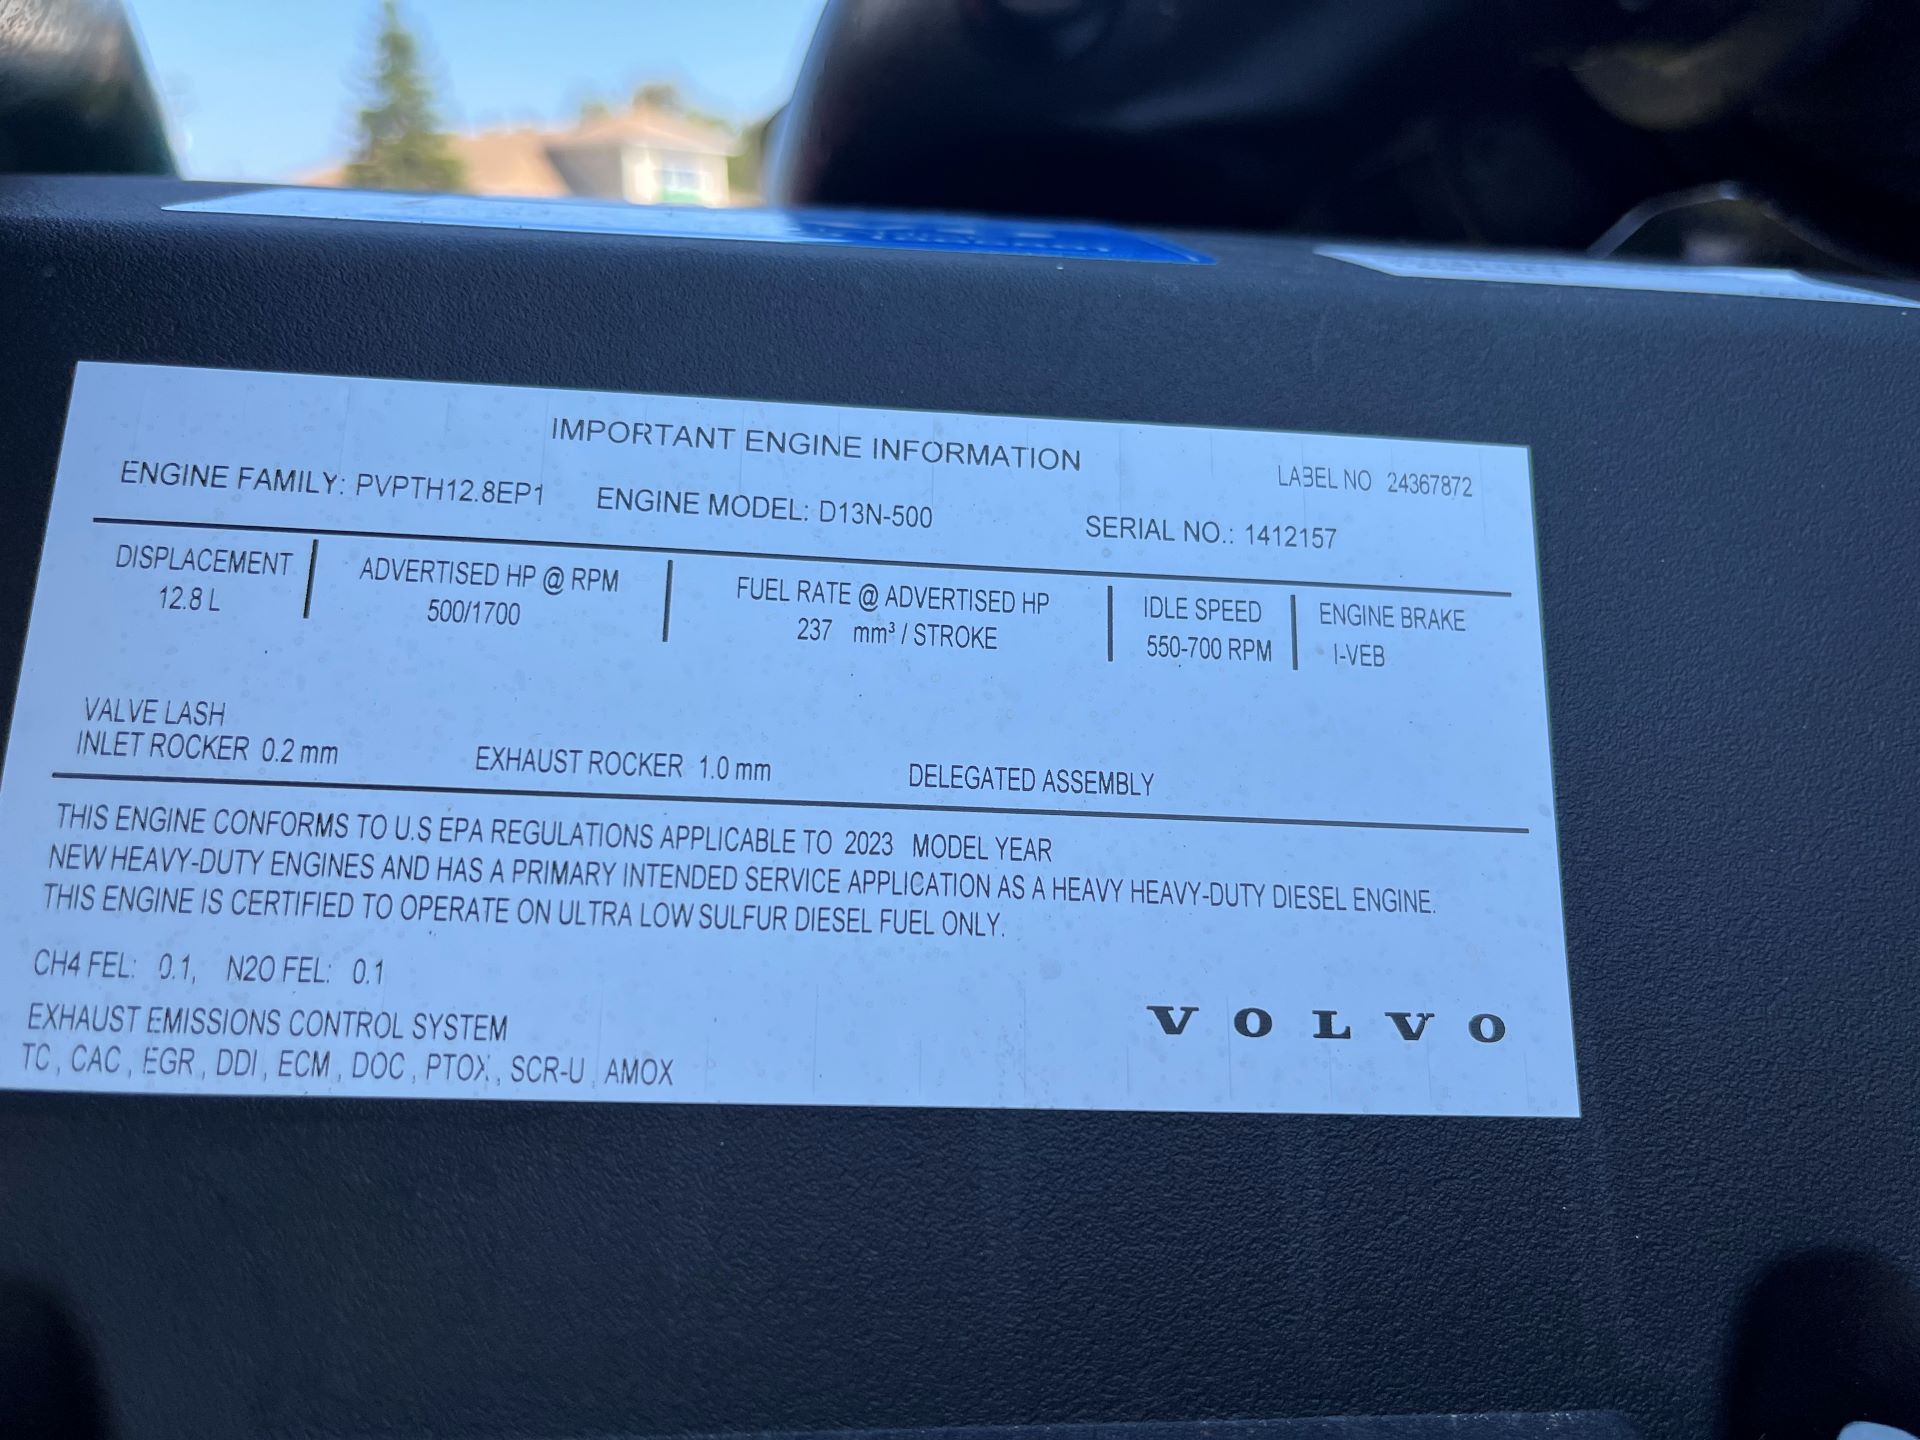 IMPORTANT ENGINE INFORMATION
LABEL NO 24367872
ENGINE FAMILY: PVPTH12.8EP1 ENGINE MODEL: D13N-500 SERIAL NO.: 1412157
DISPLACEMENT ADVERTISED HP @ RPM FUEL RATE @ ADVERTISED HP IDLE SPEED ENGINE BRAKE
12.8 L 500/1700 237 mm³ / STROKE 550-700 RPM I-VEB
VALVE LASH
INLET ROCKER 0.2 mm EXHAUST ROCKER 1.0 mm DELEGATED ASSEMBLY
THIS ENGINE CONFORMS TO U.S EPA REGULATIONS APPLICABLE TO 2023 MODEL YEAR
NEW HEAVY-DUTY ENGINES AND HAS A PRIMARY INTENDED SERVICE APPLICATION AS A HEAVY HEAVY-DUTY DIESEL ENGINE.
THIS ENGINE IS CERTIFIED TO OPERATE ON ULTRA LOW SULFUR DIESEL FUEL ONLY.
CH4 FEL: 0.1, N2O FEL: 0.1
EXHAUST EMISSIONS CONTROL SYSTEM
TC, CAC, EGR, DDI, ECM, DOC, PTOX, SCR-U, AMOX
VOLVO